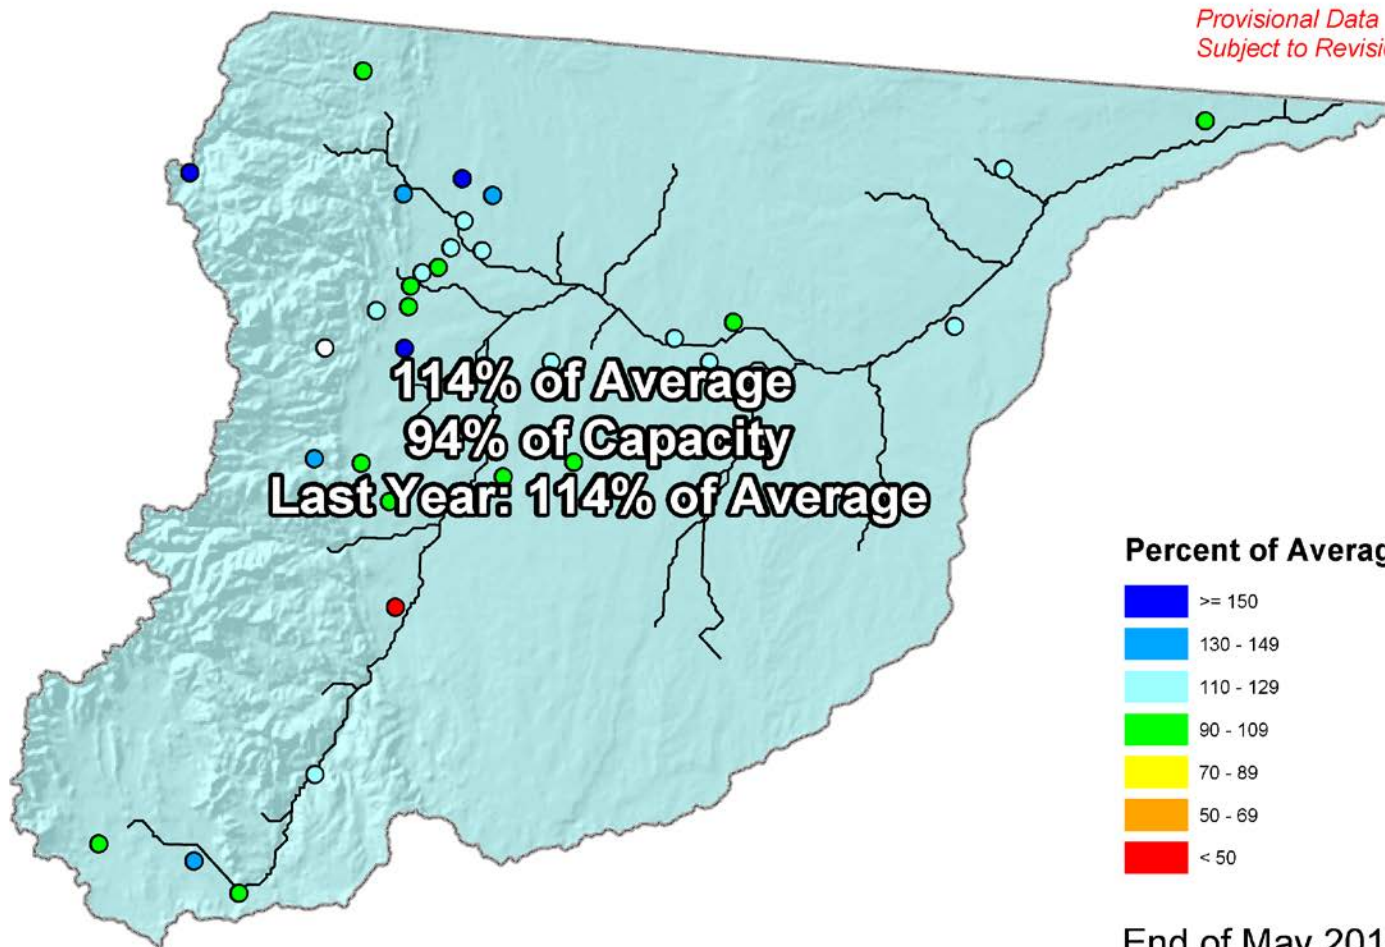 Provisional Data
Subject to Revisi
114% of Average
94% of Capacity
Last Year: 114% of Average
Percent of Averag
>= 150
130 - 149
110 - 129
90 - 109
70 - 89
50 - 69
< 50
End of May 201